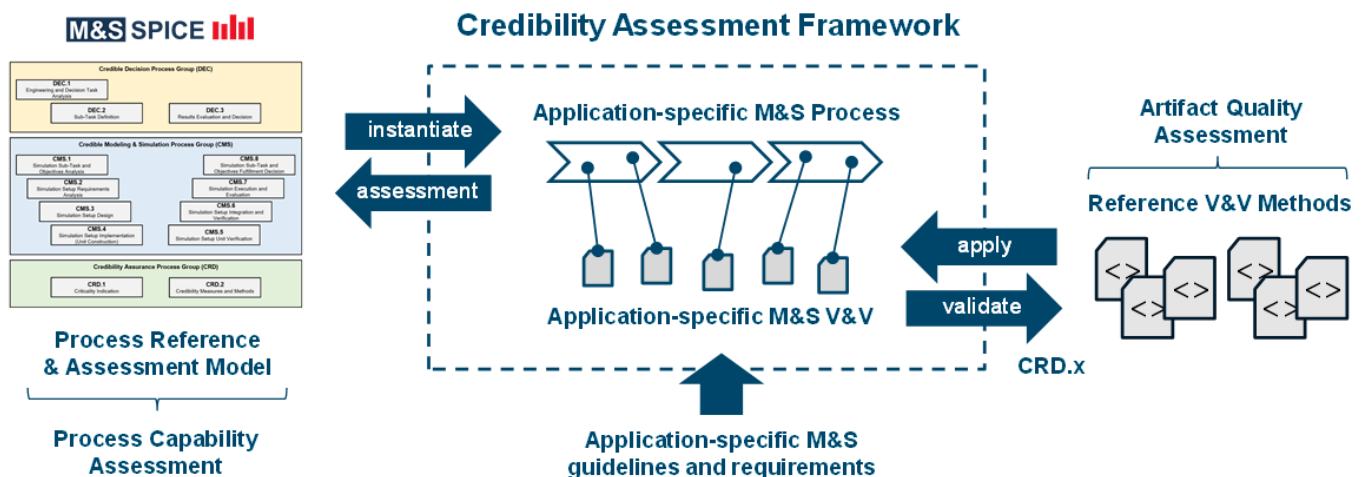 M&S SPICE
Credibility Assessment Framework
Credible Decision Process Group (DEC)
DEC.1
Engineering and Decision Task
Analysis
DEC.2
Sub-Task Definition
DEC.3
Results Evaluation and Decision
Credible Modeling & Simulation Process Group (CMS)
CMS.1
Simulation Sub-Task and
Objectives Analysis
CMS.2
Simulation Setup Requirements
Analysis
CMS.3
Simulation Setup Design
CMS.4
Simulation Setup Implementation
(Unit Construction)
CMS.8
Simulation Sub-Task and
Objectives Fulfillment Decision
CMS.7
Simulation Execution and
Evaluation
CMS.6
Simulation Setup Integration and
Verification
CMS.5
Simulation Setup Unit Verification
Credibility Assurance Process Group (CRD)
CRD.1
Criticality Indication
CRD.2
Credibility Measures and Methods
Process Reference
& Assessment Model
Process Capability
Assessment
instantiate
assessment
Application-specific M&S Process
Application-specific M&S V&V
Application-specific M&S
guidelines and requirements
apply
validate
CRD.x
Artifact Quality
Assessment
Reference V&V Methods
<>
<>
<>
<>